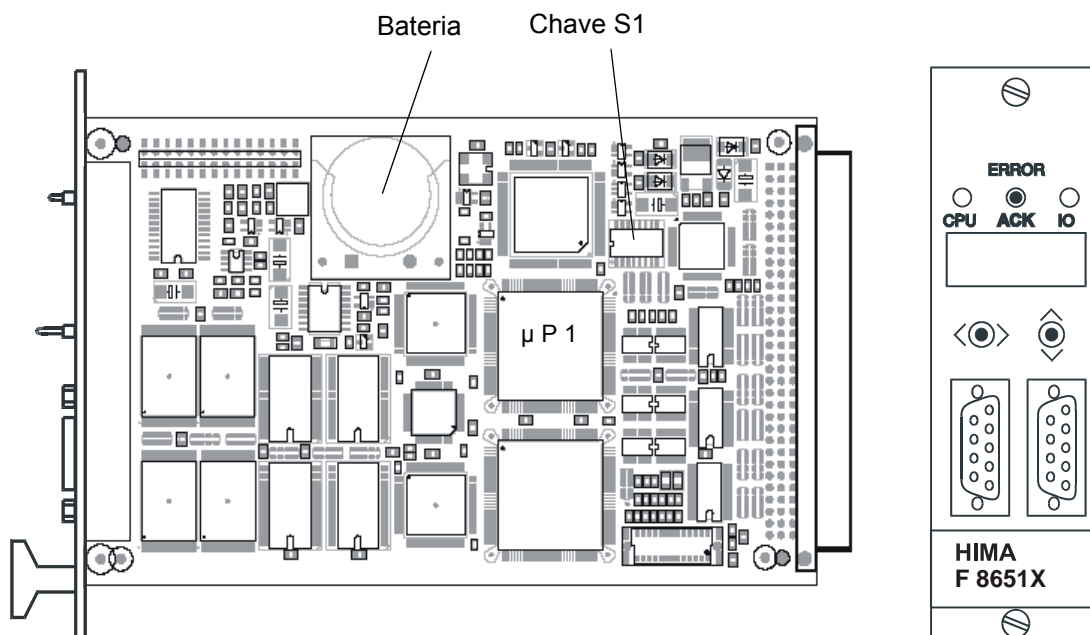 Bateria
Chave S1
µ P 1
ERROR
CPU ACK IO
HIMA
F 8651X